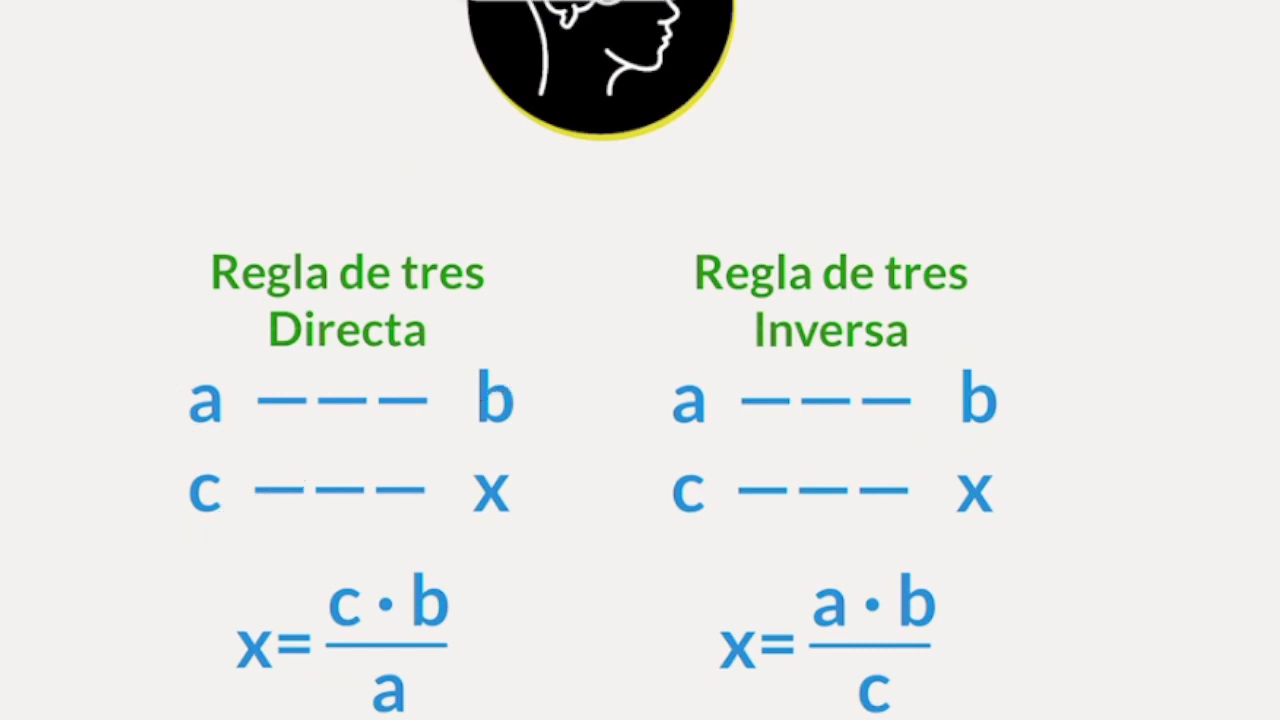 Regla de tres
Directa
a --- b
c --- x
x= c · b
a
Regla de tres
Inversa
a --- b
c --- x
x= a · b
c